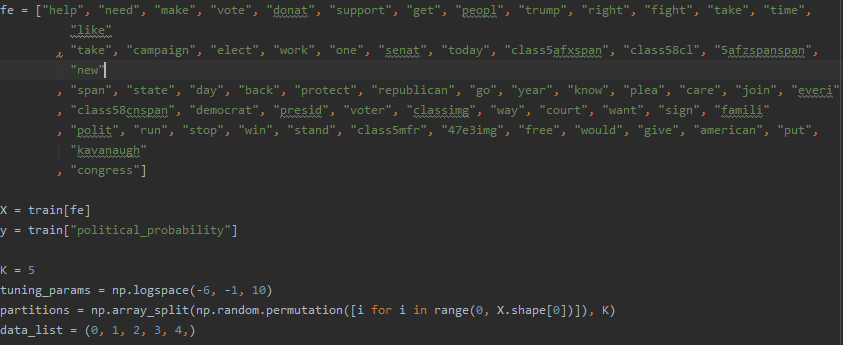 fe = ["help", "need", "make", "vote", "donat", "support", "get", "peopl", "trump", "right", "fight", "take", "time",
"like"
, "take", "campaign", "elect", "work", "one", "senat", "today", "class5afxspan", "class58cl", "5afzspanspan",
"new"
, "span", "state", "day", "back", "protect", "republican", "go", "year", "know", "plea", "care", "join", "everi"
, "class58cnspan", "democrat", "presid", "voter", "classimg", "way", "court", "want", "sign", "famili"
, "polit", "run", "stop", "win", "stand", "class5mfr", "47e3img", "free", "would", "give", "american", "put",
"kavanaugh"
, "congress"]
X = train[fe]
y = train["political_probability"]
K = 5
tuning_params = np.logspace(-6, -1, 10)
partitions = np.array_split(np.random.permutation([i for i in range(0, X.shape[0])]), K)
data_list = (0, 1, 2, 3, 4,)